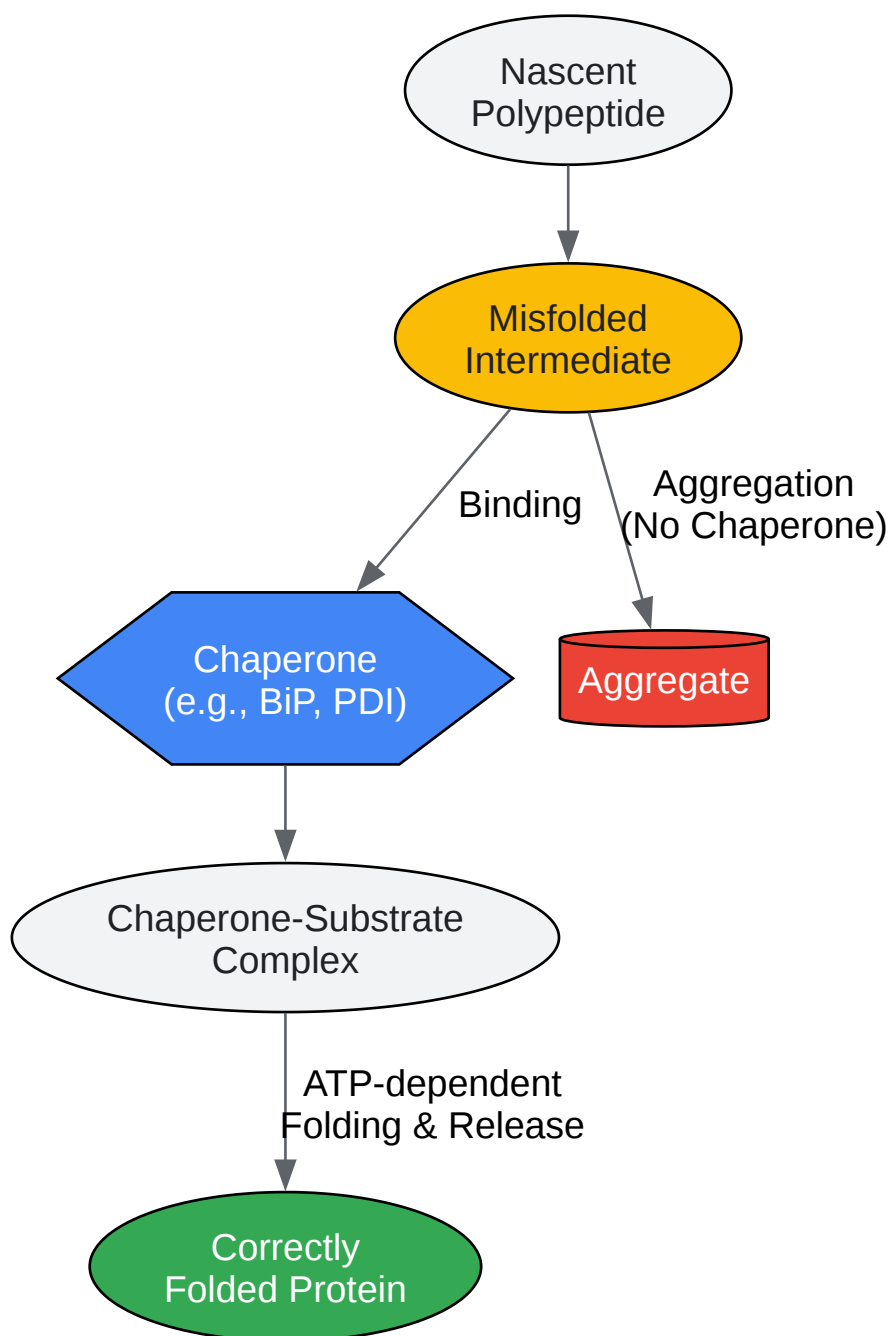 Nascent
Polypeptide
Misfolded
Intermediate
Binding
Aggregation
(No Chaperone)
Chaperone
(e.g., BiP, PDI)
Aggregate
Chaperone-Substrate
Complex
ATP-dependent
Folding & Release
Correctly
Folded Protein